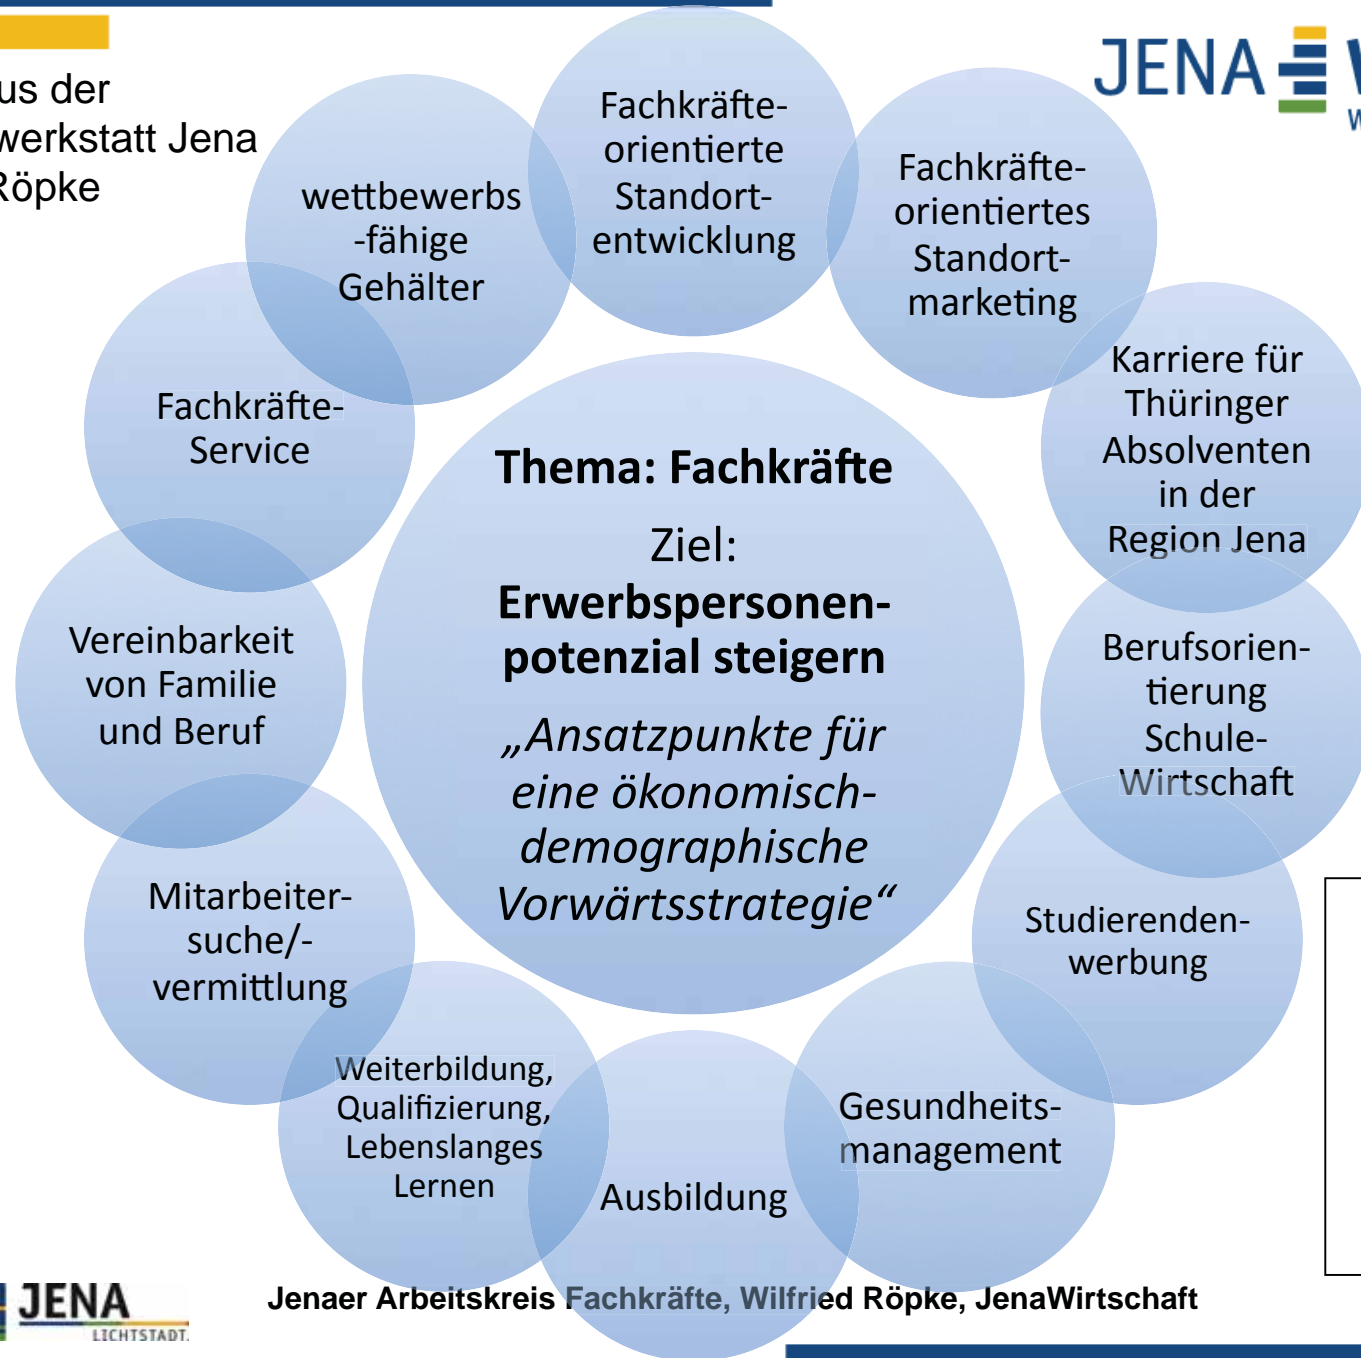 us der
werkstatt Jena
Röpke
JENA
Fachkräfte-
orientierte
Standort-
entwicklung
Fachkräfte-
orientiertes
Standort-
marketing
Karriere für
Thüringer
Absolventen
in der
Region Jena
Berufsorien-
tierung
Schule-
Wirtschaft
Studierenden-
werbung
Gesundheits-
management
Ausbildung
Weiterbildung,
Qualifizierung,
Lebenslanges
Lernen
Mitarbeiter-
suche/-
vermittlung
Vereinbarkeit
von Familie
und Beruf
Fachkräfte-
Service
wettbewerbs
-fähige
Gehälter
Thema: Fachkräfte
Ziel:
Erwerbspersonen-
potenzial steigern
„Ansatzpunkte für
eine ökonomisch-
demographische
Vorwärtsstrategie“
JENA
LICHTSTADT.
Jenaer Arbeitskreis Fachkräfte, Wilfried Röpke, JenaWirtschaft